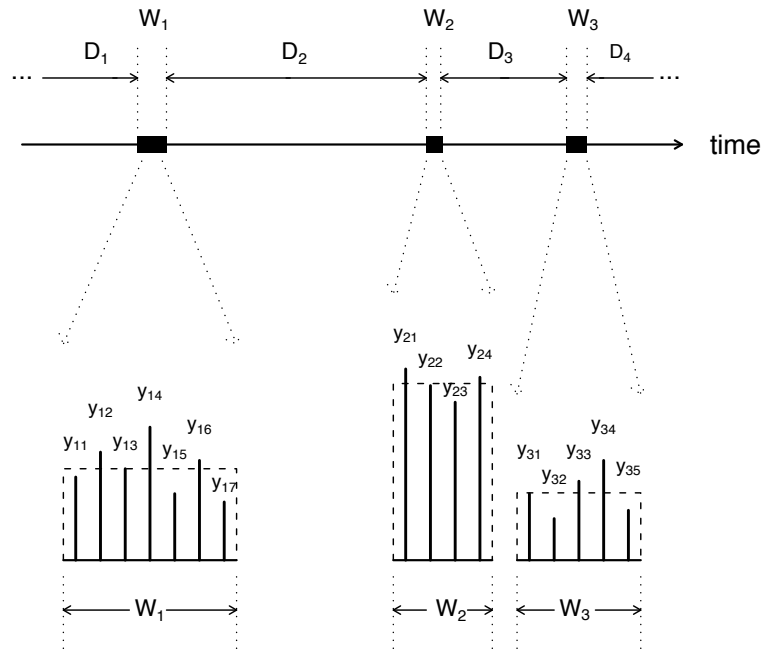 W₁ W₂ W₃
... D₁ D₂ D₃ D₄ ...
time
y₁₁ y₁₂ y₁₃ y₁₄ y₁₅ y₁₆ y₁₇
y₂₁ y₂₂ y₂₃ y₂₄
y₃₁ y₃₂ y₃₃ y₃₄ y₃₅
W₁ W₂ W₃